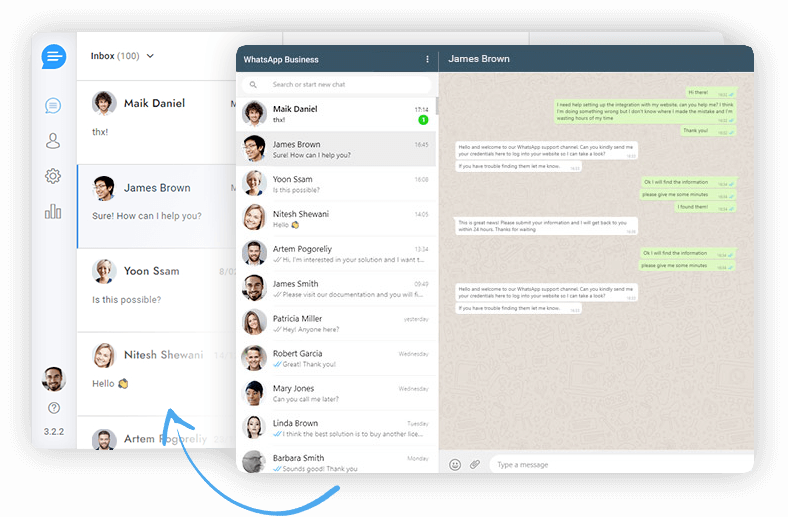 Inbox (100)
Maik Daniel
thx!
James Brown
Sure! How can I help you?
Yoon Ssam
8/0
Is this possible?
Nitesh Shewani
Hello 👏
Artem Pogoreliy
3.2.2
WhatsApp Business
Search or start new chat
Maik Daniel 17:14
thx! 1
James Brown 16:45
Sure! How can I help you?
Yoon Ssam 16:08
Is this possible?
Nitesh Shewani 14:05
Hello 👏
Artem Pogoreliy 13:34
Hi, I'm interested in your solution and I want t...
James Smith 09:43
Please visit our documentation and you will fi...
Patricia Miller yesterday
Hey! Anyone here?
Robert Garcia Wednesday
Great! Thank you!
Mary Jones Wednesday
Can you call me later?
Linda Brown Tuesday
I think the best solution is to buy another lice...
Barbara Smith Monday
Sounds good! Thank you
James Brown
Hi there!
I need help setting up the integration with my website, can you help me? I think
I'm doing something wrong but I don't know where I made the mistake and I'm
wasting hours of my time
Thank you!
Hello and welcome to our WhatsApp support channel. Can you kindly send me
your credentials here to log into your website so I can take a look?
If you have trouble finding them let me know.
Ok I will find the information
please give me some minutes
I found them!
This is great news! Please submit your information and I will get back to you
within 24 hours. Thanks for waiting.
Ok I will find the information
please give me some minutes
Hello and welcome to our WhatsApp support channel. Can you kindly send me
your credentials here to log into your website so I can take a look?
If you have trouble finding them let me know.
Type a message